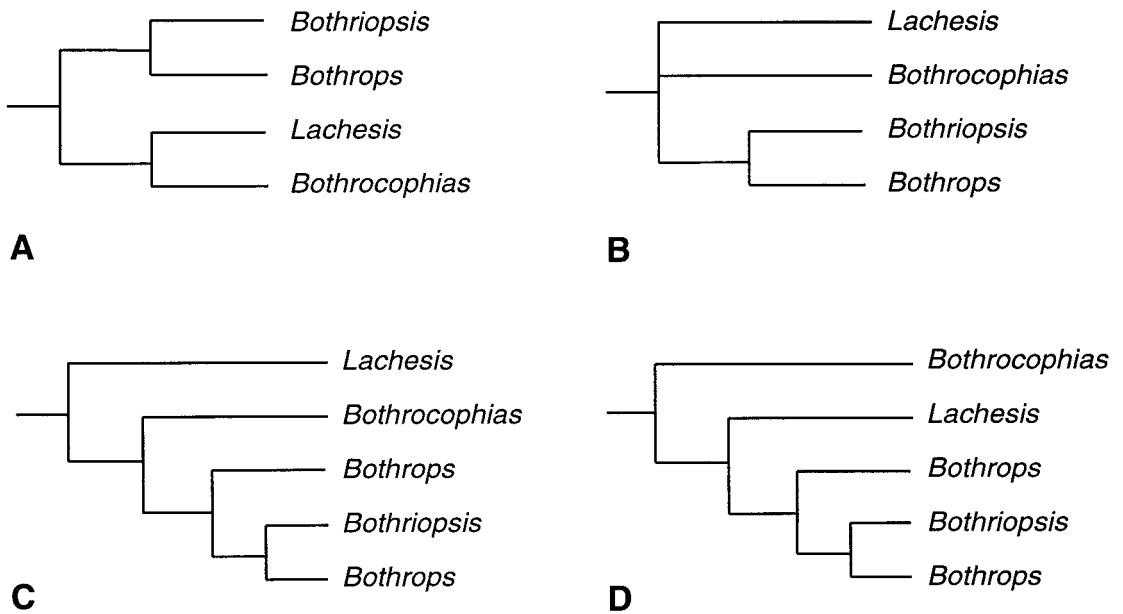 Bothriopsis
Bothrops
Lachesis
Bothrocophias
A
Lachesis
Bothrocophias
Bothriopsis
Bothrops
B
Lachesis
Bothrocophias
Bothrops
Bothriopsis
Bothrops
C
Bothrocophias
Lachesis
Bothrops
Bothriopsis
Bothrops
D